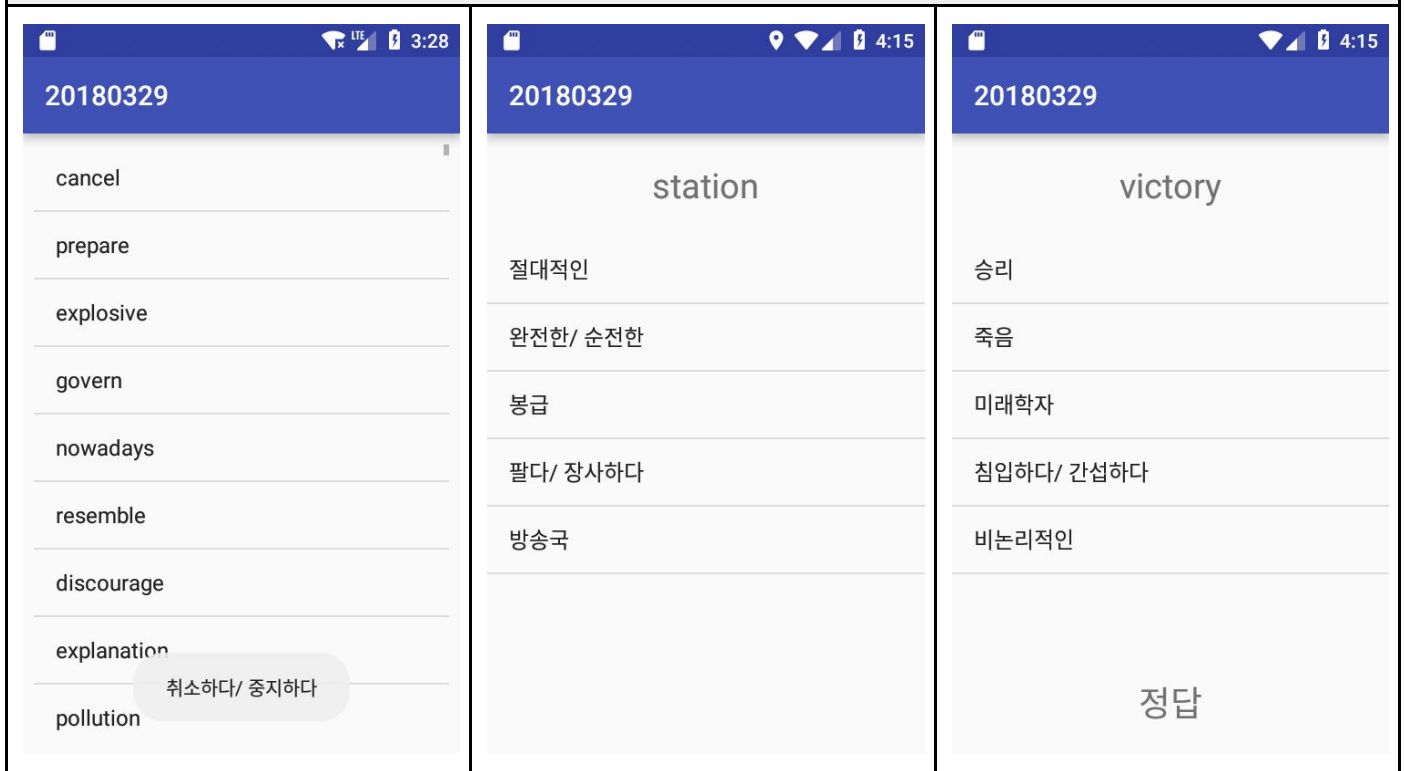 LTE 3:28
20180329
cancel
prepare
explosive
govern
nowadays
resemble
discourage
explanation
취소하다/ 중지하다
pollution
4:15
20180329
station
절대적인
완전한/ 순전한
봉급
팔다/ 장사하다
방송국
4:15
20180329
victory
승리
죽음
미래학자
침입하다/ 간섭하다
비논리적인
정답